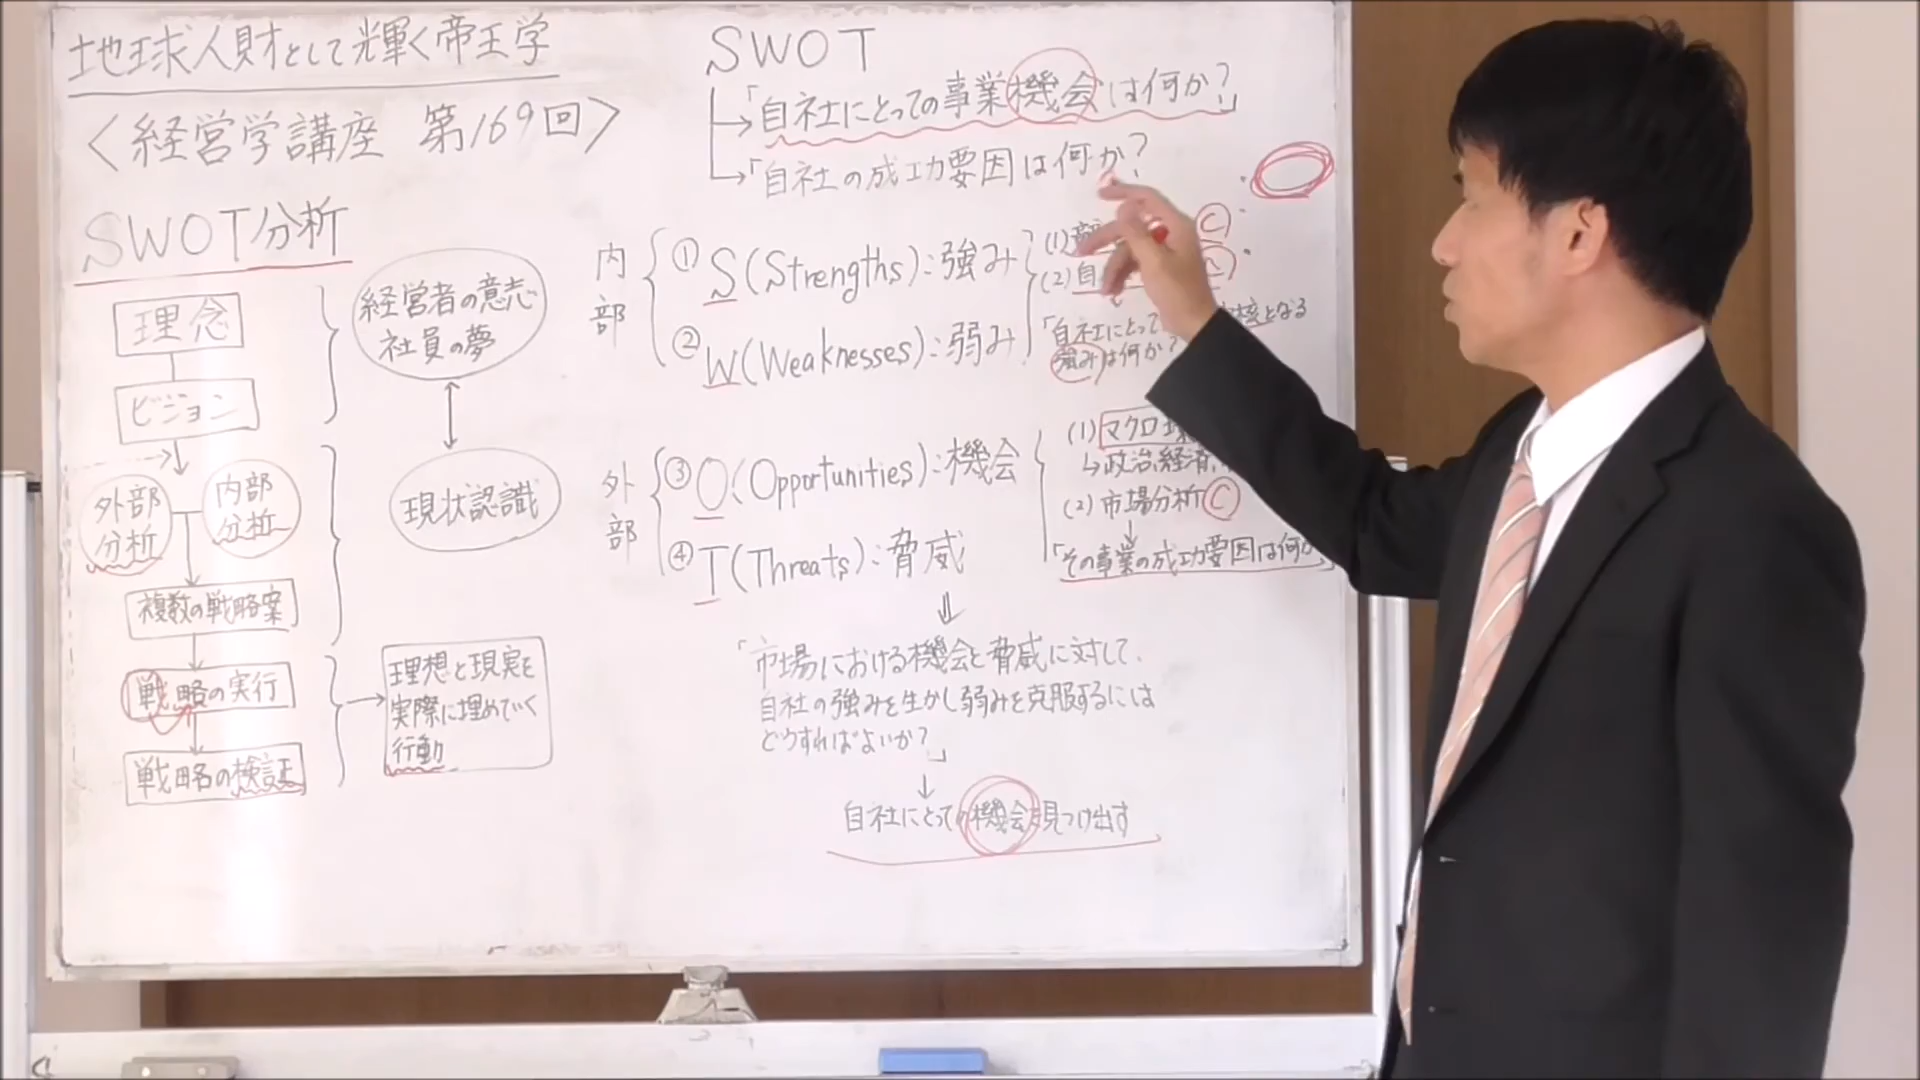 地球人財として輝く帝王学
〈経営学講座 第169回〉
SWOT分析
理念
ビジョン
外部
分析
内部
分析
複数の戦略案
戦略の実行
戦略の検証
経営者の意志
社員の夢
現状認識
理想と現実を
実際に埋めていく
行動
SWOT
「自社にとっての事業機会は何か?」
「自社の成功要因は何か?
内部
① S(Strengths):強み
② W(Weaknesses):弱み
(1)
C
(2)自
「自社にとって
核となる
強みは何か?
外部
③ O(Opportunities):機会
④ T(Threats):脅威
(1)マクロ環
↳政治、経済、
(2)市場分析 C
「その事業の成功要因は何か
「市場における機会と脅威に対して、
自社の強みを生かし弱みを克服するには
どうすればよいか?」
自社にとっての機会を見つけ出す